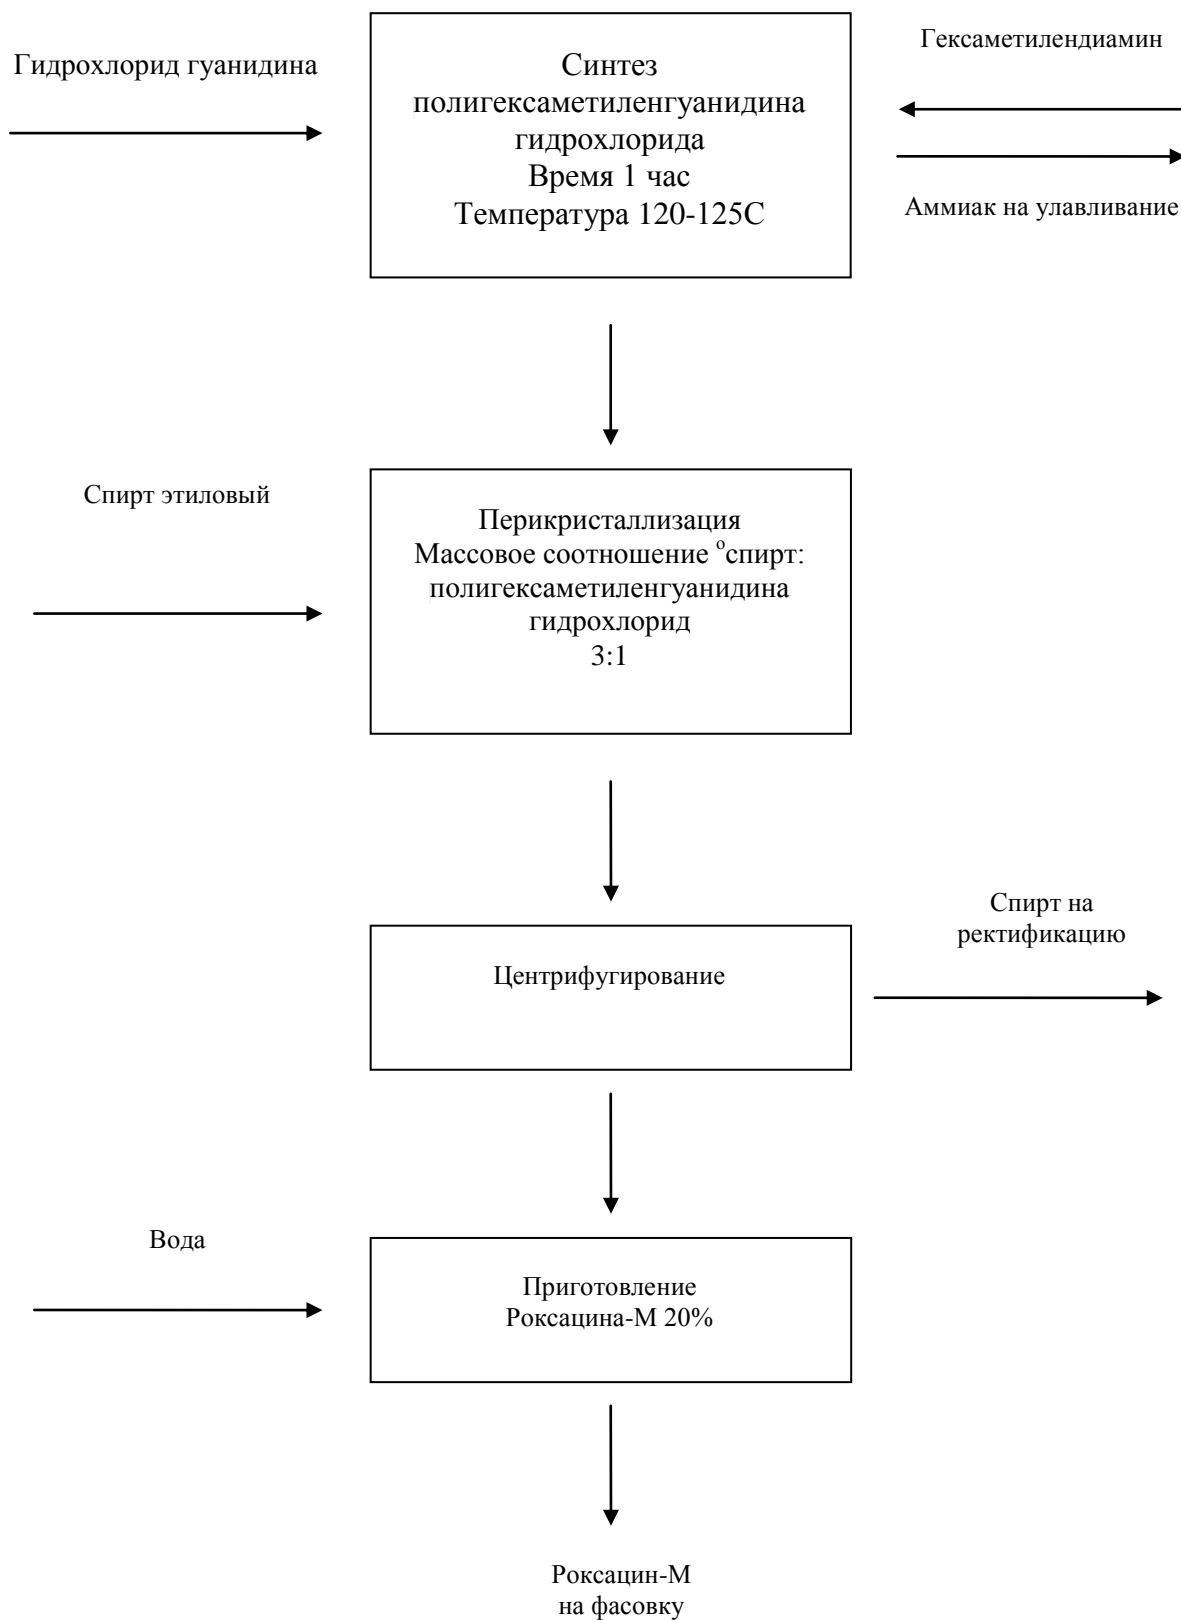 Гидрохлорид гуанидина
Синтез
полигексаметиленгуанидина
гидрохлорида
Время 1 час
Температура 120-125С
Гексаметилендиамин
Аммиак на улавливание
Спирт этиловый
Перикристаллизация
Массовое соотношение ᵒспирт:
полигексаметиленгуанидина
гидрохлорид
3:1
Центрифугирование
Спирт на
ректификацию
Вода
Приготовление
Роксацина-М 20%
Роксацин-М
на фасовку